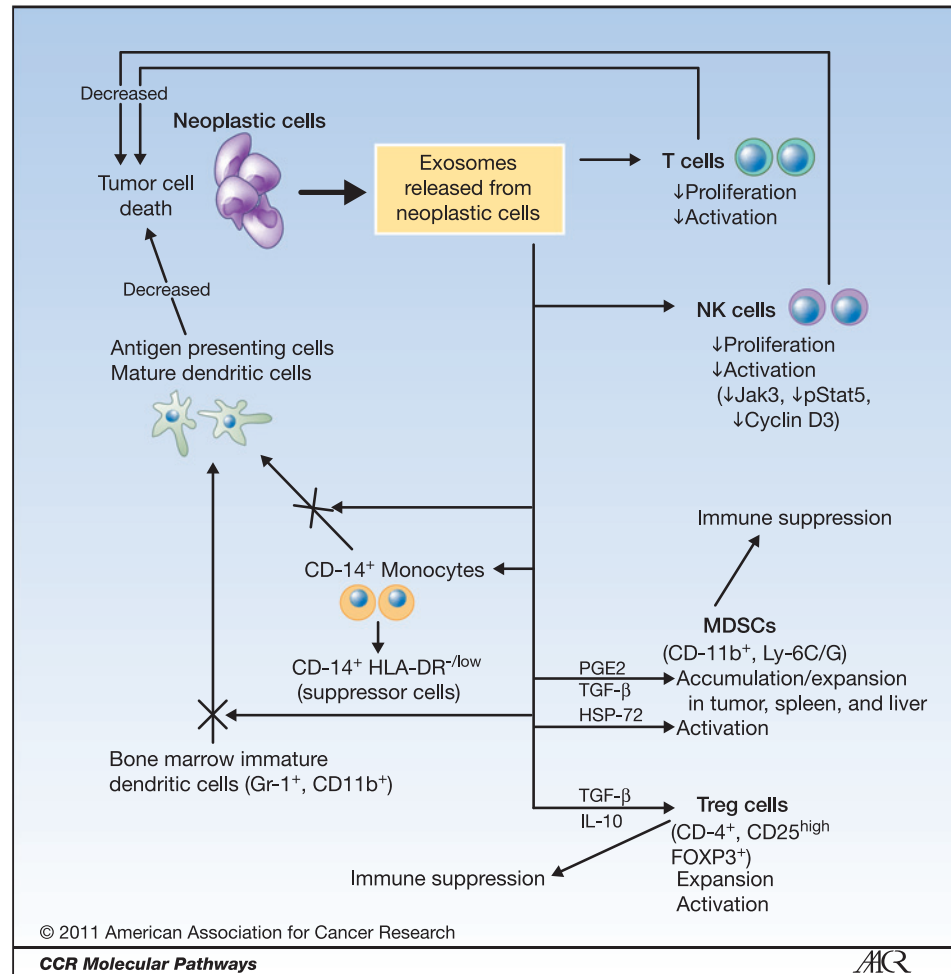 Decreased
Neoplastic cells
Tumor cell
death
Exosomes
released from
neoplastic cells
T cells
↓Proliferation
↓Activation
Decreased
NK cells
↓Proliferation
↓Activation
(↓Jak3, ↓pStat5,
↓Cyclin D3)
Antigen presenting cells
Mature dendritic cells
Immune suppression
CD-14⁺ Monocytes
MDSCs
(CD-11b⁺, Ly-6C/G)
CD-14⁺ HLA-DR⁻/low
(suppressor cells)
PGE2
TGF-β
Accumulation/expansion
in tumor, spleen, and liver
HSP-72
Activation
Bone marrow immature
dendritic cells (Gr-1⁺, CD11b⁺)
TGF-β
IL-10
Treg cells
(CD-4⁺, CD25high
FOXP3⁺)
Expansion
Activation
Immune suppression
© 2011 American Association for Cancer Research
CCR Molecular Pathways
AACR